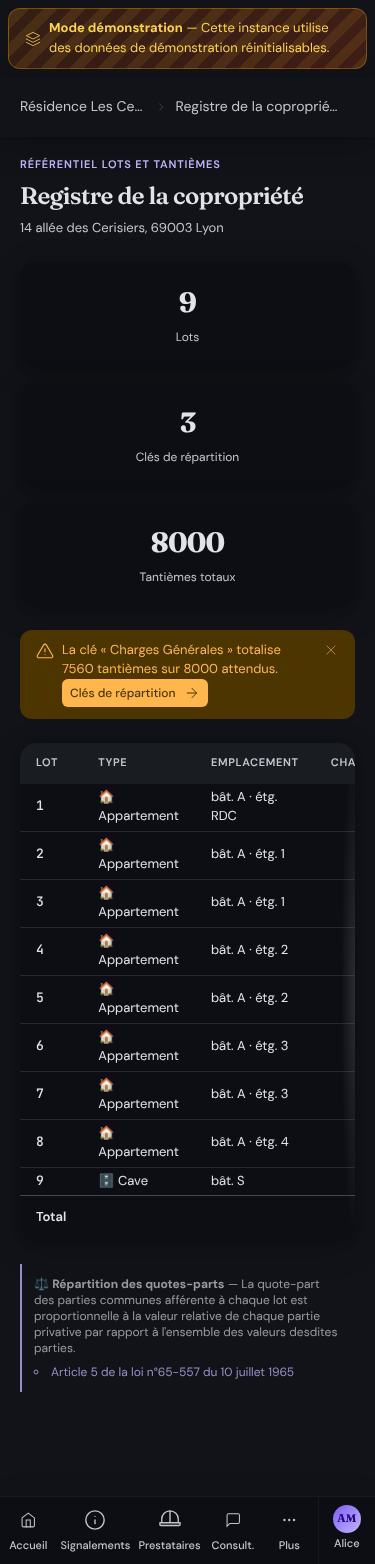 Mode démonstration — Cette instance utilise
des données de démonstration réinitialisables.
Résidence Les Ce... > Registre de la coproprié...
RÉFÉRENTIEL LOTS ET TANTIÈMES
Registre de la copropriété
14 allée des Cerisiers, 69003 Lyon
9
Lots
3
Clés de répartition
8000
Tantièmes totaux
La clé « Charges Générales » totalise
7560 tantièmes sur 8000 attendus.
Clés de répartition →
LOT TYPE EMPLACEMENT CHA
1 Appartement bât. A · étg. RDC
2 Appartement bât. A · étg. 1
3 Appartement bât. A · étg. 1
4 Appartement bât. A · étg. 2
5 Appartement bât. A · étg. 2
6 Appartement bât. A · étg. 3
7 Appartement bât. A · étg. 3
8 Appartement bât. A · étg. 4
9 Cave bât. S
Total
Répartition des quotes-parts — La quote-part
des parties communes afférente à chaque lot est
proportionnelle à la valeur relative de chaque partie
privative par rapport à l'ensemble des valeurs desdites
parties.
Article 5 de la loi n°65-557 du 10 juillet 1965
AM
Accueil Signalements Prestataires Consult. Plus Alice